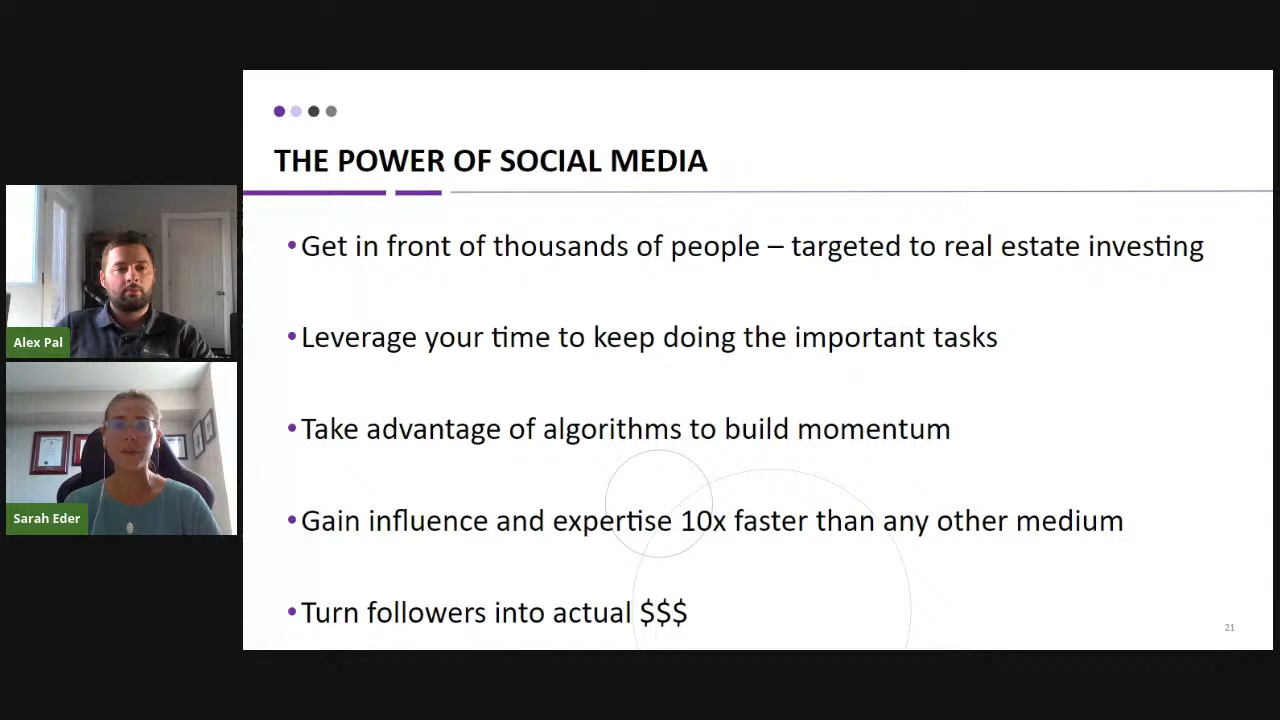 THE POWER OF SOCIAL MEDIA
• Get in front of thousands of people – targeted to real estate investing
• Leverage your time to keep doing the important tasks
• Take advantage of algorithms to build momentum
• Gain influence and expertise 10x faster than any other medium
• Turn followers into actual $$$
21
Alex Pal
Sarah Eder